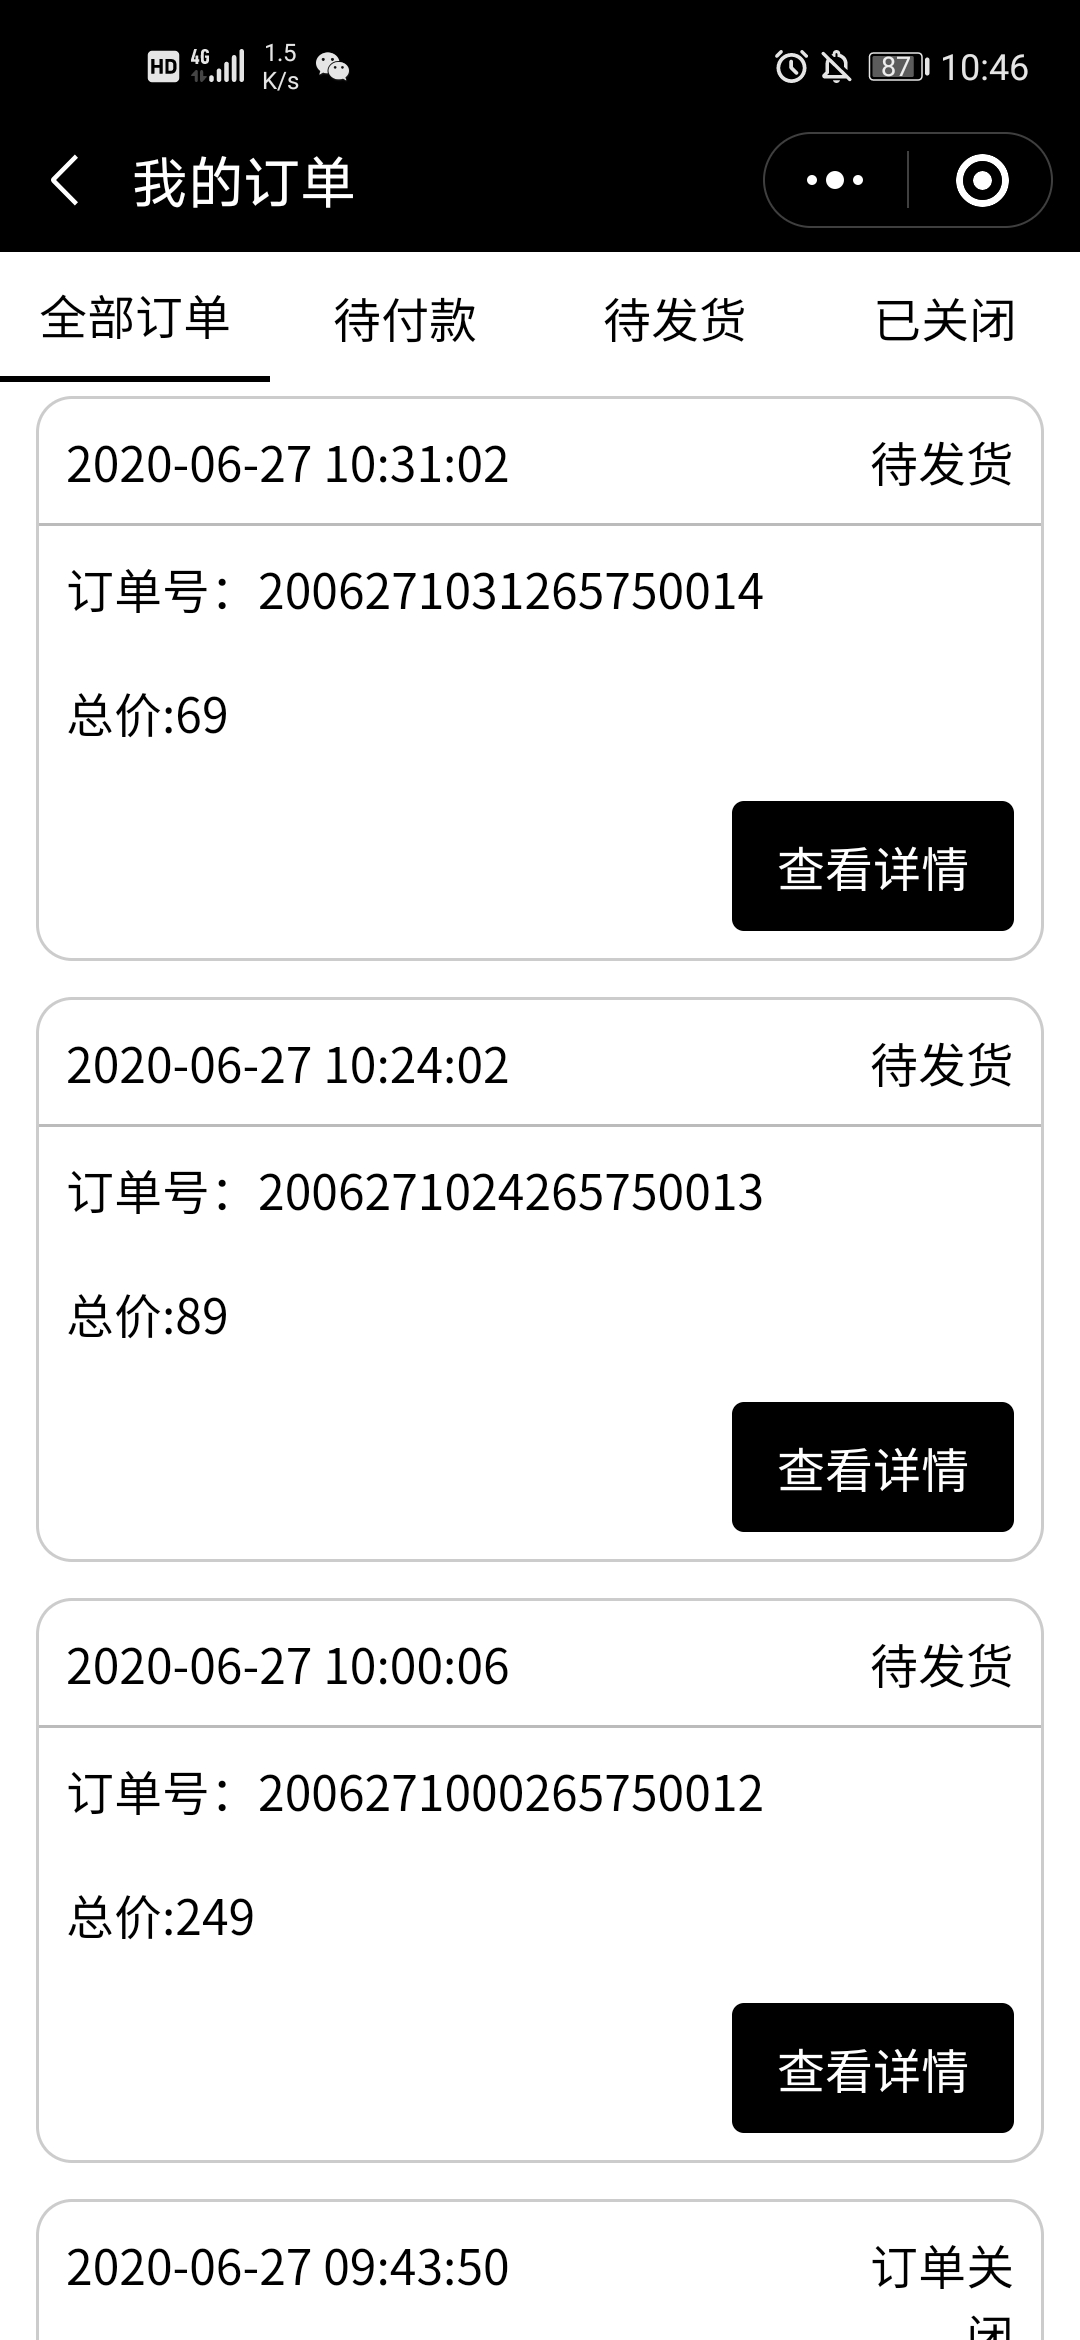 HD 4G 1.5 K/s 87 10:46
我的订单
全部订单 待付款 待发货 已关闭
2020-06-27 10:31:02 待发货
订单号：2006271031265750014
总价:69
查看详情
2020-06-27 10:24:02 待发货
订单号：2006271024265750013
总价:89
查看详情
2020-06-27 10:00:06 待发货
订单号：2006271000265750012
总价:249
查看详情
2020-06-27 09:43:50 订单关
闭